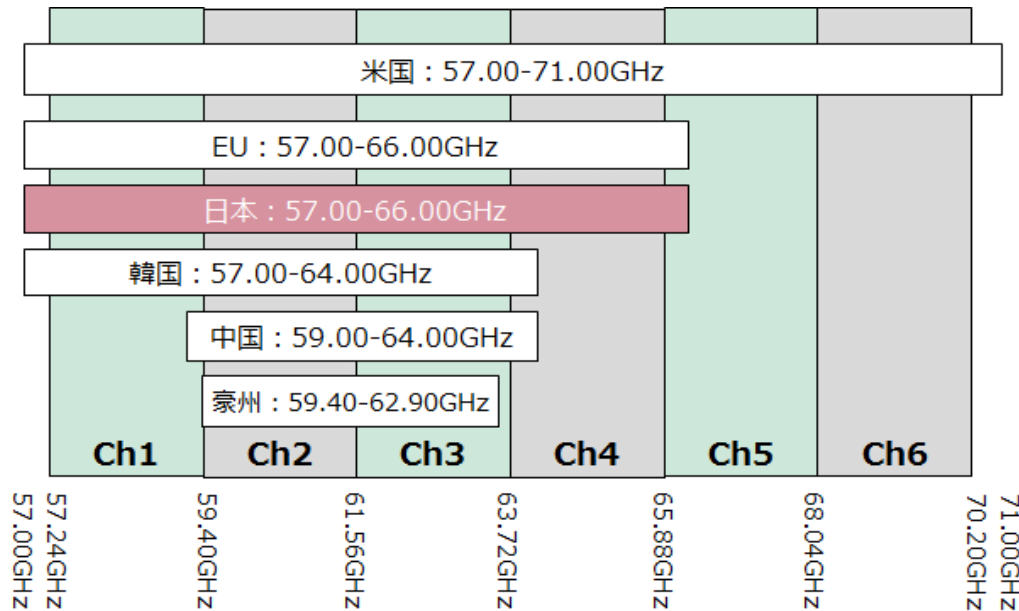 米国：57.00-71.00GHz
EU：57.00-66.00GHz
日本：57.00-66.00GHz
韓国：57.00-64.00GHz
中国：59.00-64.00GHz
豪州：59.40-62.90GHz
Ch1
Ch2
Ch3
Ch4
Ch5
Ch6
57.00GHz
57.24GHz
59.40GHz
61.56GHz
63.72GHz
65.88GHz
68.04GHz
70.20GHz
71.00GHz